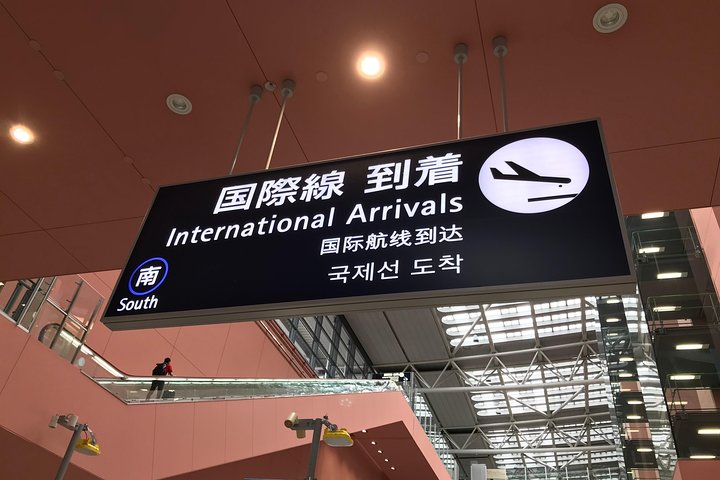 国際線 到着
International Arrivals
国际航线到达
국제선 도착
南
South